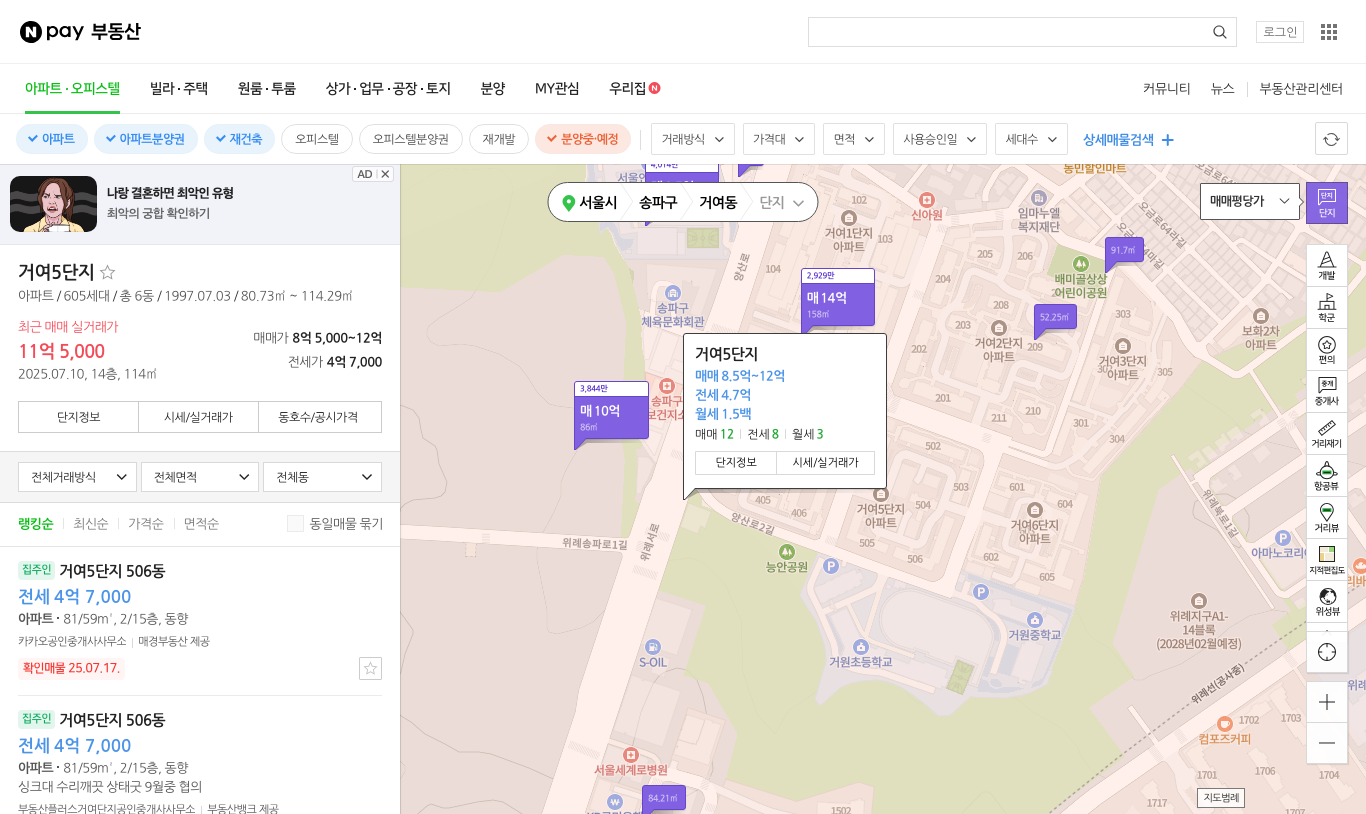 N pay 부동산
로그인
아파트·오피스텔 빌라·주택 원룸·투룸 상가·업무·공장·토지 분양 MY관심 우리집 N
커뮤니티 뉴스 부동산관리센터
아파트 아파트분양권 재건축 오피스텔 오피스텔분양권 재개발 분양중·예정
거래방식 가격대 면적 사용승인일 세대수 상세매물검색
AD
나랑 결혼하면 최악인 유형
최악의 궁합 확인하기
거여5단지
아파트 / 605세대 / 총 6동 / 1997.07.03 / 80.73㎡ ~ 114.29㎡
최근 매매 실거래가
11억 5,000
2025.07.10, 14층, 114㎡
매매가 8억 5,000~12억
전세가 4억 7,000
단지정보 시세/실거래가 동호수/공시가격
전체거래방식 전체면적 전체동
랭킹순 최신순 가격순 면적순 동일매물 묶기
집주인 거여5단지 506동
전세 4억 7,000
아파트 · 81/59㎡, 2/15층, 동향
카카오공인중개사사무소 매경부동산 제공
확인매물 25.07.17.
집주인 거여5단지 506동
전세 4억 7,000
아파트 · 81/59㎡, 2/15층, 동향
싱크대 수리깨끗 상태굿 9월중 협의
부동산플러스거여단지공인중개사사무소 부동산뱅크 제공
서울시 송파구 거여동 단지
매매평당가
단지
단지
개발
학군
편의
중개
중개사
거리재기
항공뷰
거리뷰
지적편집도
위성뷰
지도범례
농민할인마트
신아원
임마누엘
복지재단
오금로64라길
102
103
거여1단지
아파트
양산로
104
204
205
206
91.7㎡
배미골상상
어린이공원
송파구
체육문화회관
2,929만
매 14억
158㎡
52.25㎡
208
203
거여2단지
아파트
209
303
보화2차
아파트
202
거여3단지
아파트
305
3,844만
매 10억
86㎡
송파구
보건지소
201
211
210
301
502
501
거여5단지
매매 8.5억~12억
전세 4.7억
월세 1.5백
매매 12 전세 8 월세 3
단지정보 시세/실거래가
405
406
거여5단지
아파트
거여6단지
아파트
601
양산로2길
위례서로
위례송파로1길
위례북로1길
505
506
602
604
605
능안공원
아마노코리아
거원중학교
거원초등학교
S-OIL
위례지구A1-
14블록
(2028년02월예정)
위례선(공사중)
컴포즈커피
1702
1703
1701
1706
1704
1717
1502
서울세계로병원
84.21㎡